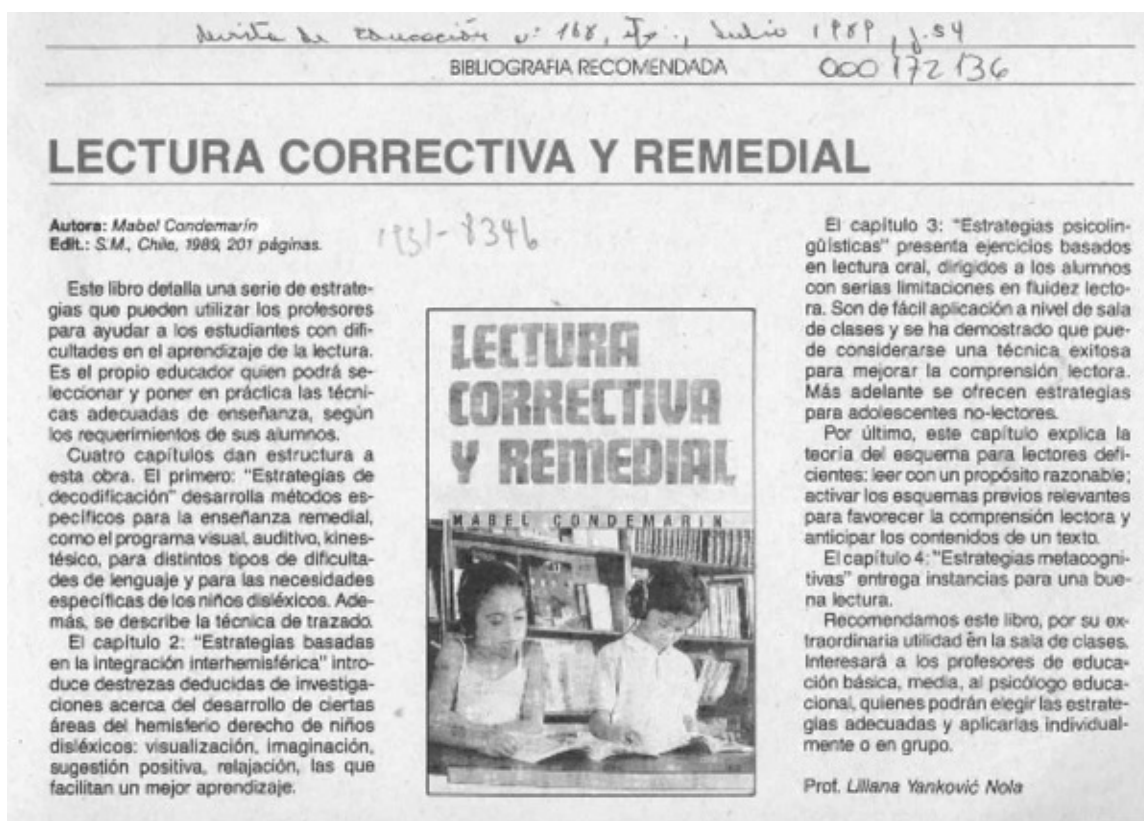 Revista de Educación nº 168, Stgo., Julio 1989, p.54
BIBLIOGRAFIA RECOMENDADA
000172136
LECTURA CORRECTIVA Y REMEDIAL
Autora: Mabel Condemarín
Edit.: S.M., Chile, 1989, 201 páginas.
1931-8346
Este libro detalla una serie de estrate-
gias que pueden utilizar los profesores
para ayudar a los estudiantes con difi-
cultades en el aprendizaje de la lectura.
Es el propio educador quien podrá se-
leccionar y poner en práctica las técni-
cas adecuadas de enseñanza, según
los requerimientos de sus alumnos.
Cuatro capítulos dan estructura a
esta obra. El primero: "Estrategias de
decodificación" desarrolla métodos es-
pecíficos para la enseñanza remedial,
como el programa visual, auditivo, kines-
tésico, para distintos tipos de dificulta-
des de lenguaje y para las necesidades
específicas de los niños disléxicos. Ade-
más, se describe la técnica de trazado.
El capítulo 2: "Estrategias basadas
en la integración interhemisférica" intro-
duce destrezas deducidas de investiga-
ciones acerca del desarrollo de ciertas
áreas del hemisferio derecho de niños
disléxicos: visualización, imaginación,
sugestión positiva, relajación, las que
facilitan un mejor aprendizaje.
LECTURA
CORRECTIVA
Y REMEDIAL
MABEL CONDEMARIN
El capítulo 3: "Estrategias psicolin-
güísticas" presenta ejercicios basados
en lectura oral, dirigidos a los alumnos
con serias limitaciones en fluidez lecto-
ra. Son de fácil aplicación a nivel de sala
de clases y se ha demostrado que pue-
de considerarse una técnica exitosa
para mejorar la comprensión lectora.
Más adelante se ofrecen estrategias
para adolescentes no-lectores.
Por último, este capítulo explica la
teoría del esquema para lectores defi-
cientes: leer con un propósito razonable;
activar los esquemas previos relevantes
para favorecer la comprensión lectora y
anticipar los contenidos de un texto.
El capítulo 4: "Estrategias metacogni-
tivas" entrega instancias para una bue-
na lectura.
Recomendamos este libro, por su ex-
traordinaria utilidad en la sala de clases.
Interesará a los profesores de educa-
ción básica, media, al psicólogo educa-
cional, quienes podrán elegir las estrate-
gias adecuadas y aplicarlas individual-
mente o en grupo.
Prof. Liliana Yanković Nola